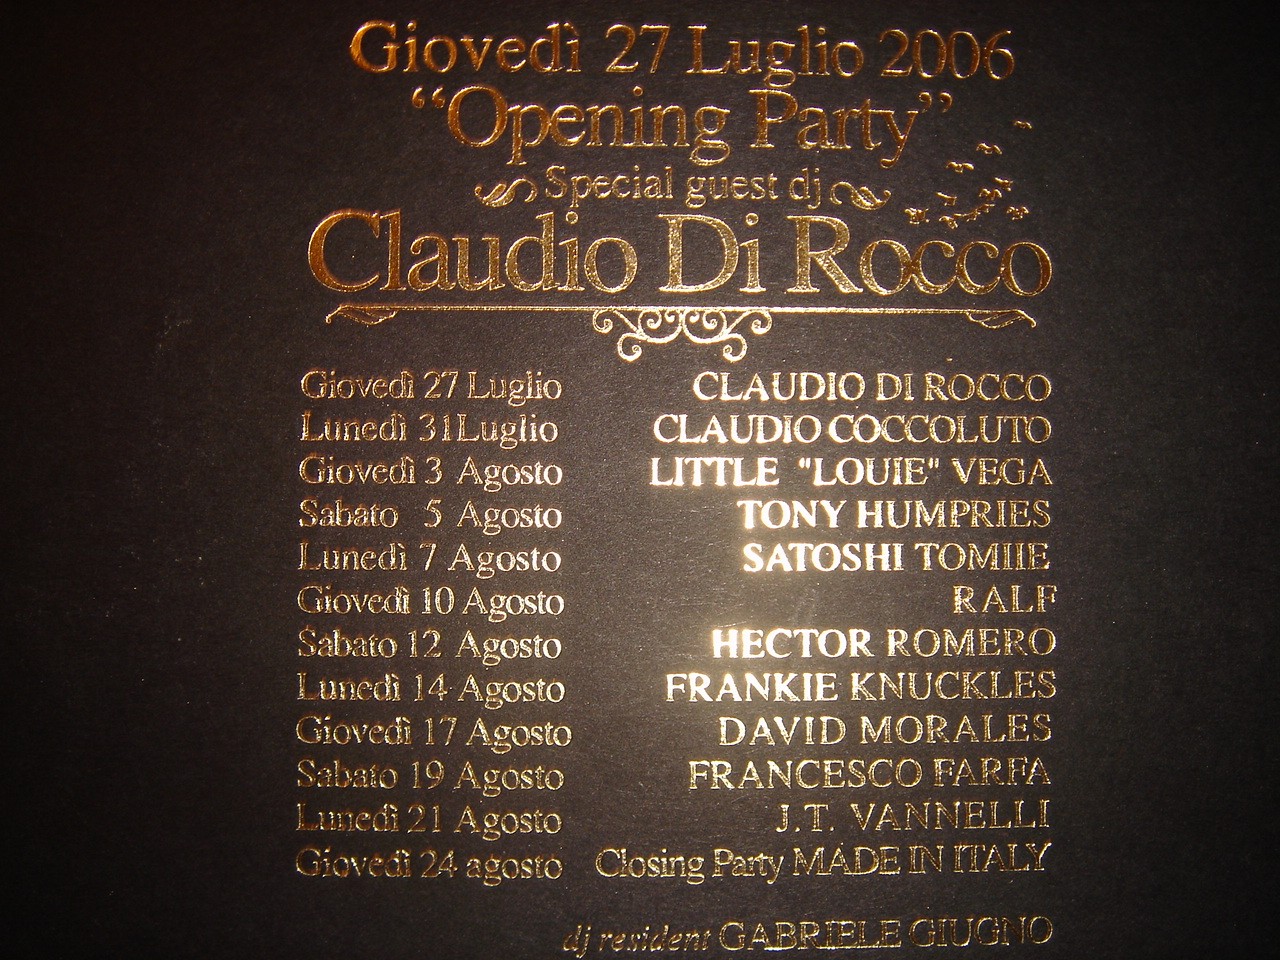 Giovedì 27 Luglio 2006
“Opening Party”
Special guest dj
Claudio Di Rocco
Giovedì 27 Luglio CLAUDIO DI ROCCO
Lunedì 31Luglio CLAUDIO COCCOLUTO
Giovedì 3 Agosto LITTLE "LOUIE" VEGA
Sabato 5 Agosto TONY HUMPRIES
Lunedì 7 Agosto SATOSHI TOMIIE
Giovedì 10 Agosto RALF
Sabato 12 Agosto HECTOR ROMERO
Lunedì 14 Agosto FRANKIE KNUCKLES
Giovedì 17 Agosto DAVID MORALES
Sabato 19 Agosto FRANCESCO FARFA
Lunedì 21 Agosto J.T. VANNELLI
Giovedì 24 agosto Closing Party MADE IN ITALY
dj resident GABRIELE GIUGNO